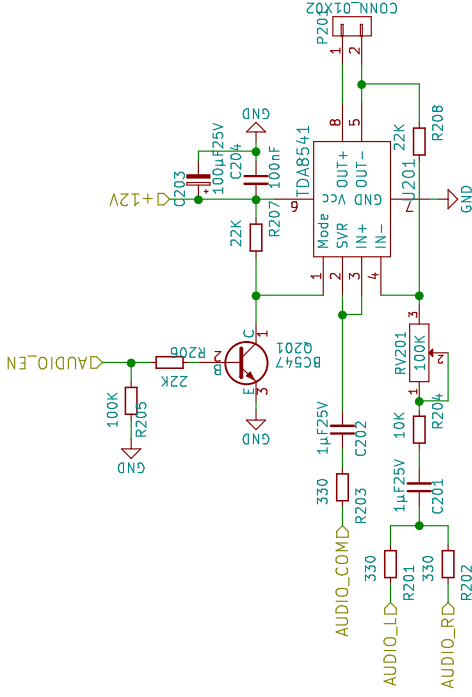 CONN_01X02
P201
1
2
8
5
R208
22K
GND
100µF25V
C204
100nF
C203
+12V
TDA8541
OUT+
OUT-
U201
6
Vcc
GND
7
GND
R207
22K
Mode
SVR
IN+
IN-
1
2
3
4
AUDIO_EN
R206
22K
2
B
C
1
Q201
BC547
E
3
GND
100K
R205
GND
3
RV201
100K
2
1
10K
R204
1µF25V
C202
1µF25V
C201
330
R203
AUDIO_COM
330
R201
330
R202
AUDIO_L
AUDIO_R